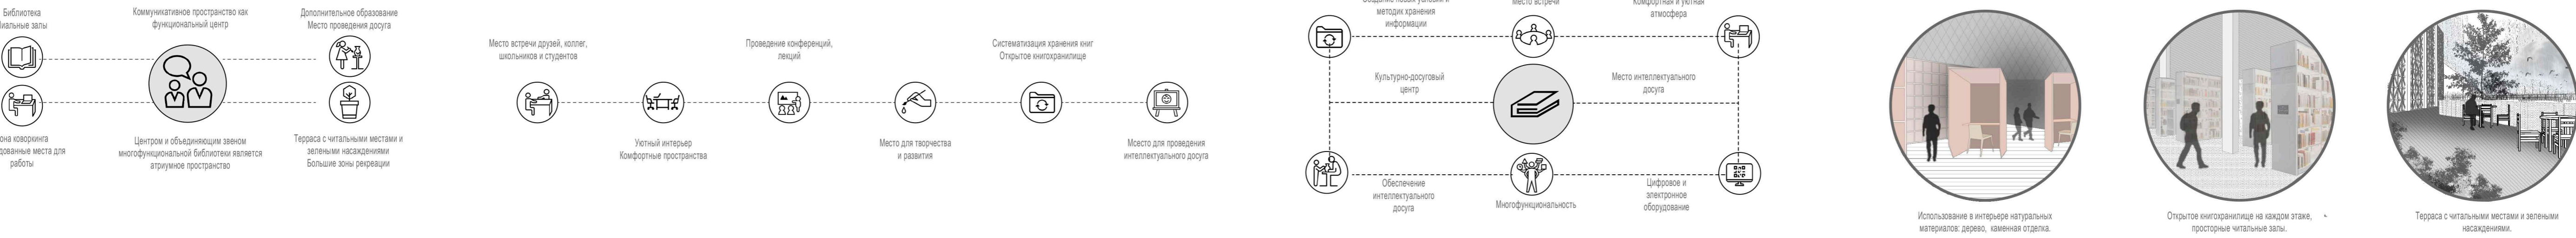 Библиотека
залы
Коммуникативное пространство как
функциональный центр
Дополнительное образование
Место проведения досуга
коворкинга
места для
работы
Центром и объединяющим звеном
многофункциональной библиотеки является
атриумное пространство
Терраса с читальными местами и
зелеными насаждениями
Большие зоны рекреации
Место встречи друзей, коллег,
школьников и студентов
Уютный интерьер
Комфортные пространства
Проведение конференций,
лекций
Место для творчества
и развития
Систематизация хранения книг
Открытое книгохранилище
Mсесто для проведения
интеллектуального досуга
методик хранения
информации
Место встречи
Комфортная и уютная
атмосфера
Культурно-досуговый
центр
Место интеллектуального
досуга
Обеспечение
интеллектуального
досуга
Многофункциональность
Цифровое и
электронное
оборудование
Использование в интерьере натуральных
материалов: дерево, каменная отделка.
Открытое книгохранилище на каждом этаже,
просторные читальные залы.
Терраса с читальными местами и зелеными
насаждениями.